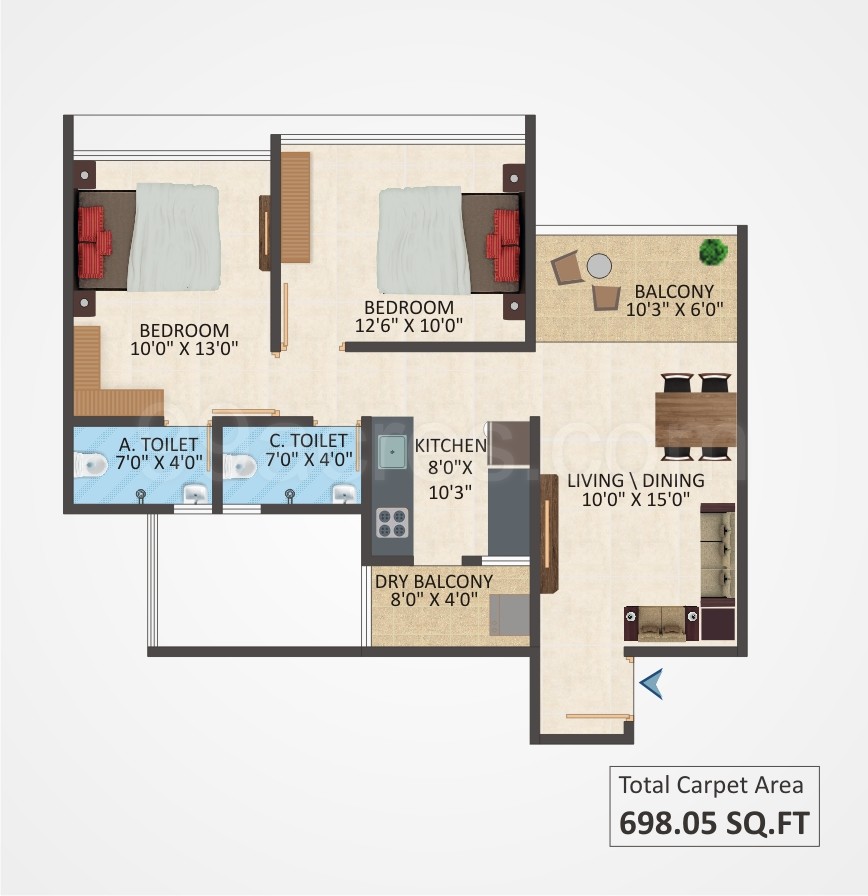 BEDROOM
12'6" X 10'0"
BALCONY
10'3" X 6'0"
BEDROOM
10'0" X 13'0"
A. TOILET
7'0" X 4'0"
C. TOILET
7'0" X 4'0"
KITCHEN
8'0"X
10'3"
LIVING \ DINING
10'0" X 15'0"
DRY BALCONY
8'0" X 4'0"
99acres.com
Total Carpet Area
698.05 SQ.FT